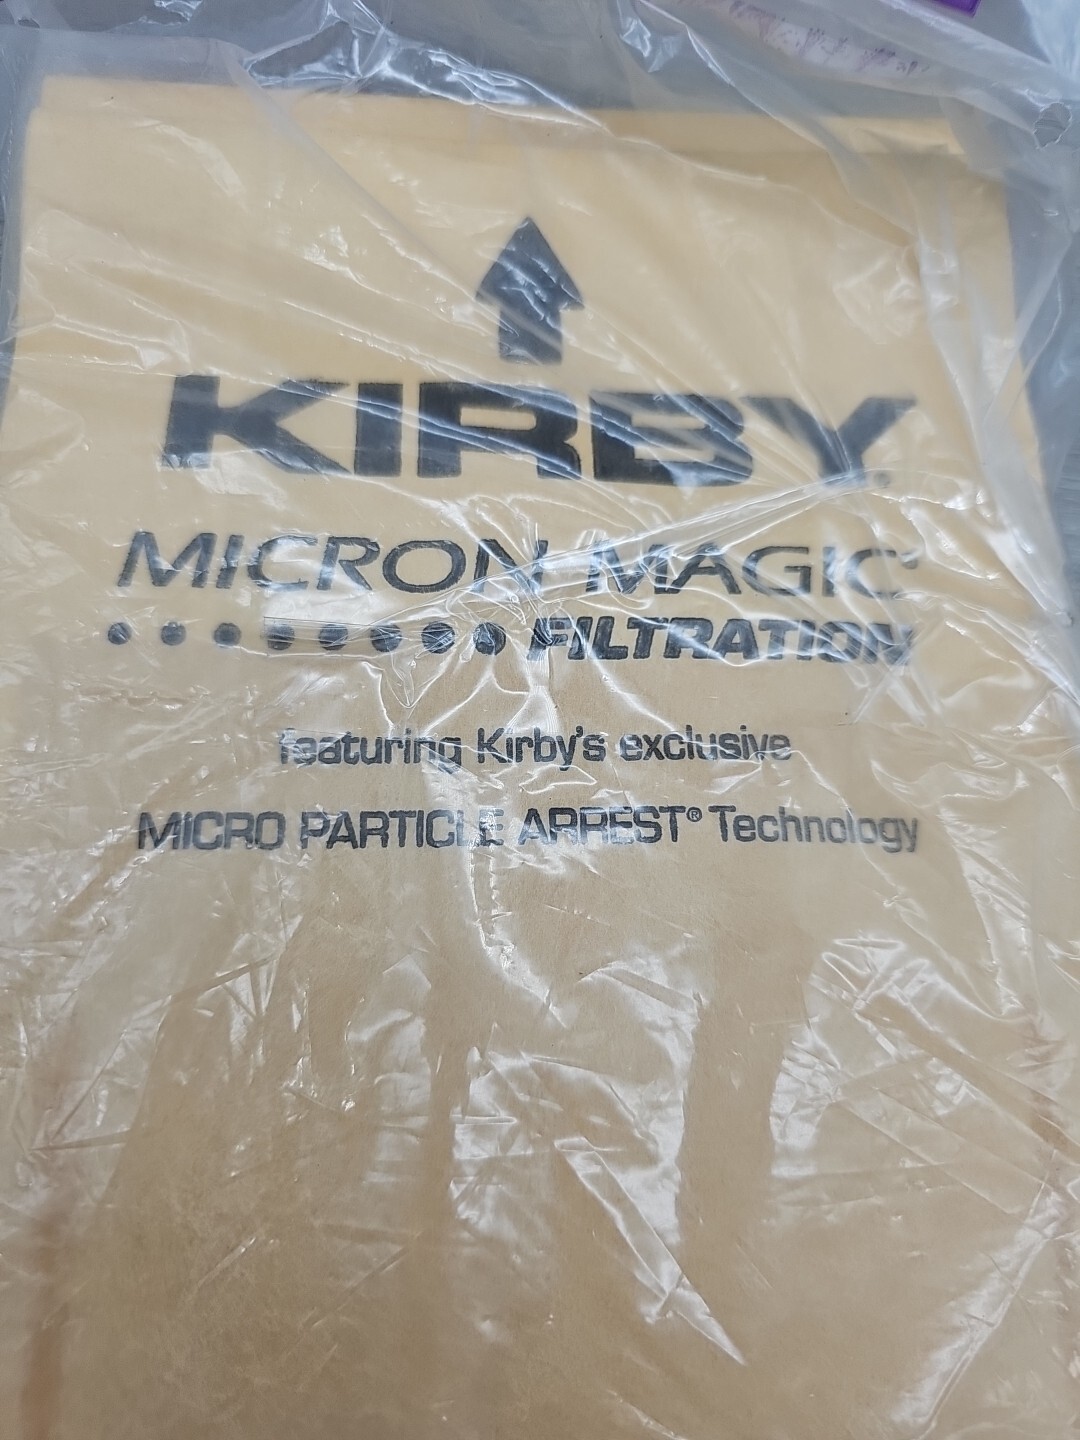 KIRBY®
MICRON MAGIC®
FILTRATION
featuring Kirby's exclusive
MICRO PARTICLE ARREST® Technology